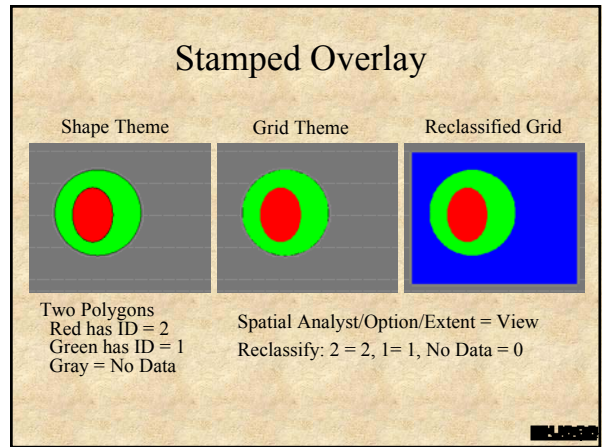 Stamped Overlay
Shape Theme
Grid Theme
Reclassified Grid
Two Polygons
Red has ID = 2
Green has ID = 1
Gray = No Data
Spatial Analyst/Option/Extent = View
Reclassify: 2 = 2, 1= 1, No Data = 0